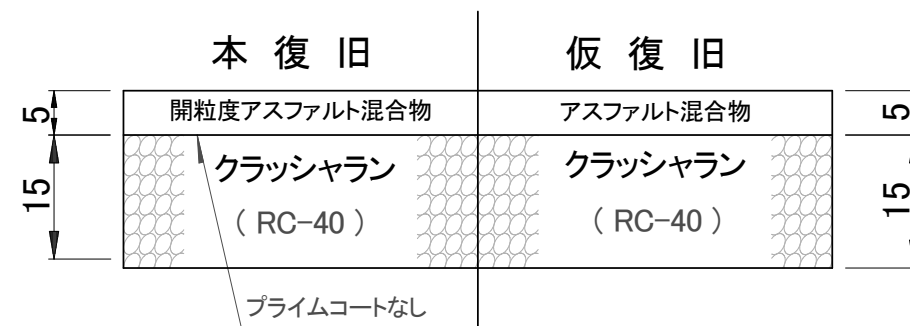 本復旧
仮復旧
5
開粒度アスファルト混合物
アスファルト混合物
5
15
クラッシャラン
クラッシャラン
15
( RC-40 )
( RC-40 )
プライムコートなし